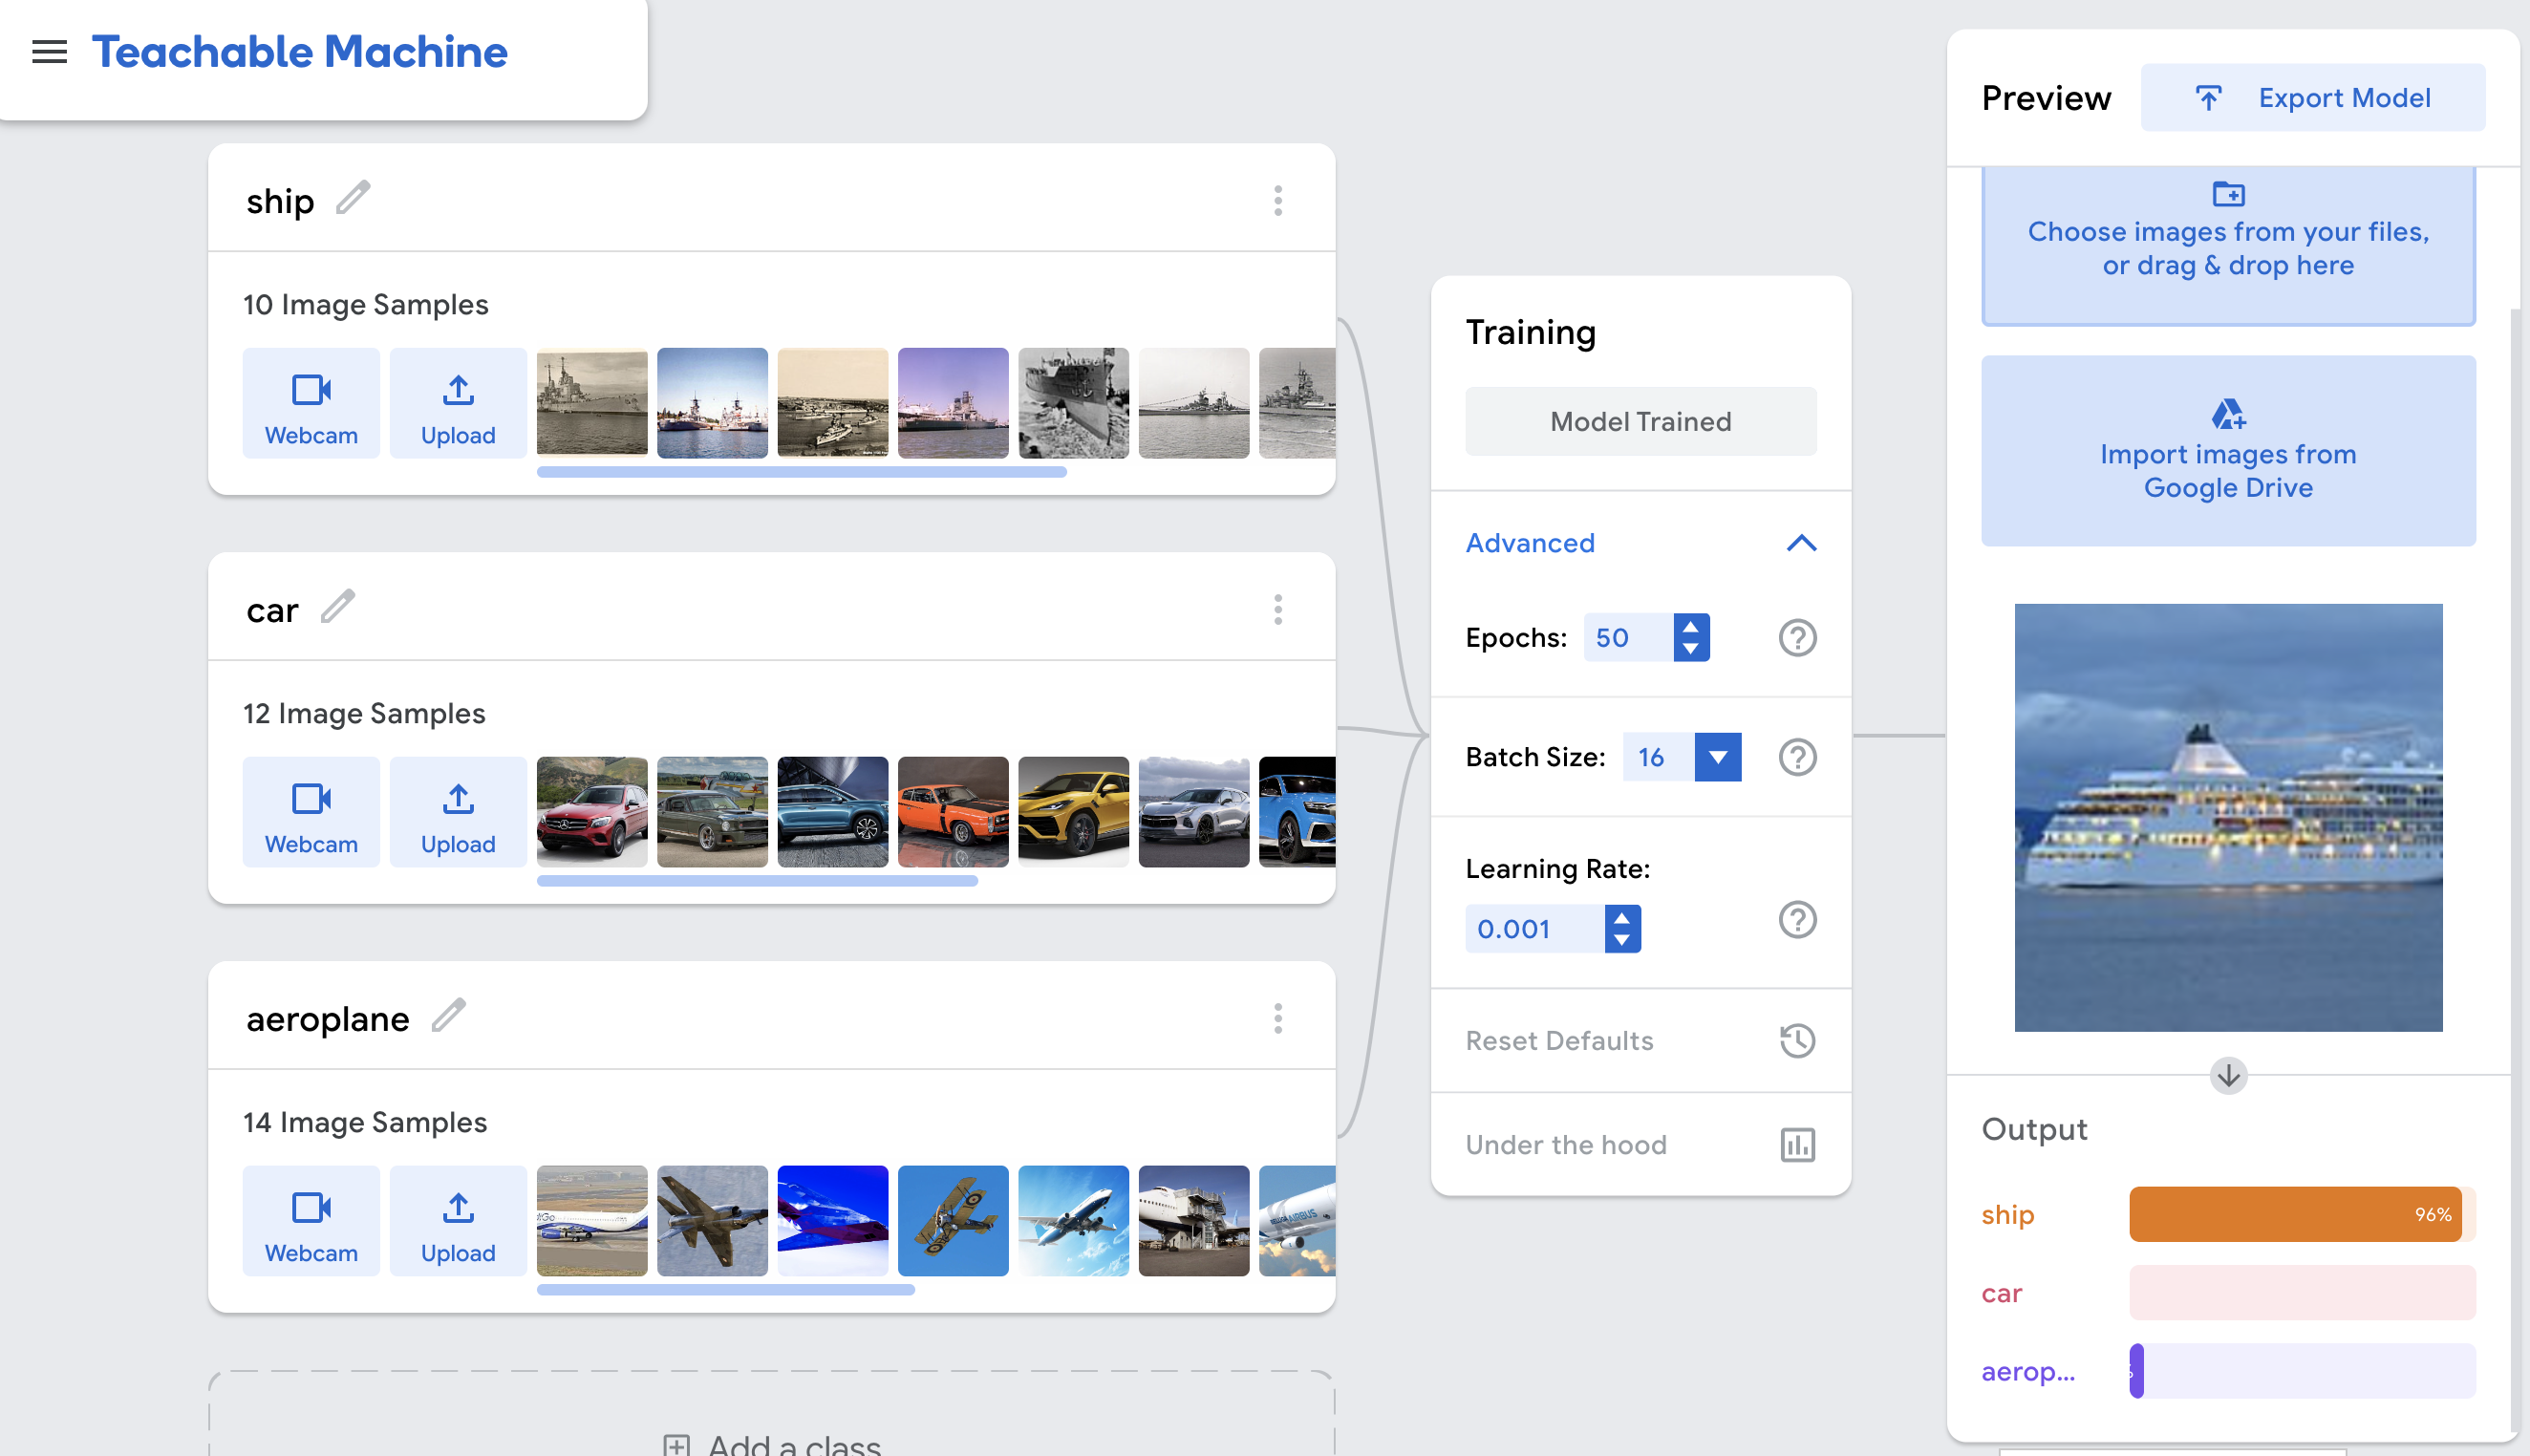 Teachable Machine
ship
10 Image Samples
Webcam
Upload
car
12 Image Samples
Webcam
Upload
aeroplane
14 Image Samples
Webcam
Upload
Add a class
Training
Model Trained
Advanced
Epochs: 50
Batch Size: 16
Learning Rate:
0.001
Reset Defaults
Under the hood
Preview
Export Model
Choose images from your files,
or drag & drop here
Import images from
Google Drive
Output
ship 96%
car
aerop...